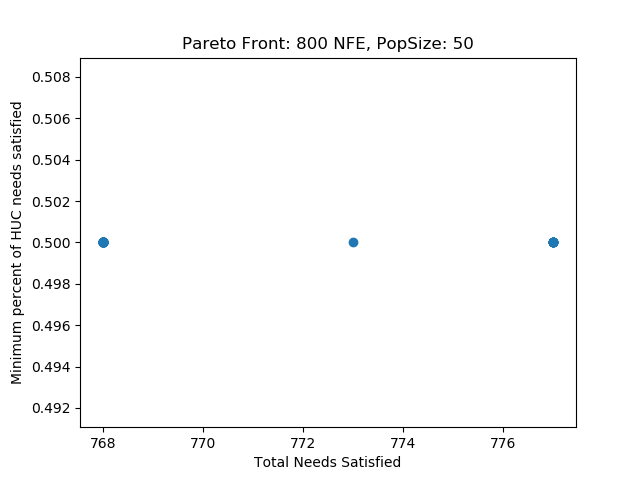 Pareto Front: 800 NFE, PopSize: 50
Minimum percent of HUC needs satisfied
0.508
0.506
0.504
0.502
0.500
0.498
0.496
0.494
0.492
768 770 772 774 776
Total Needs Satisfied